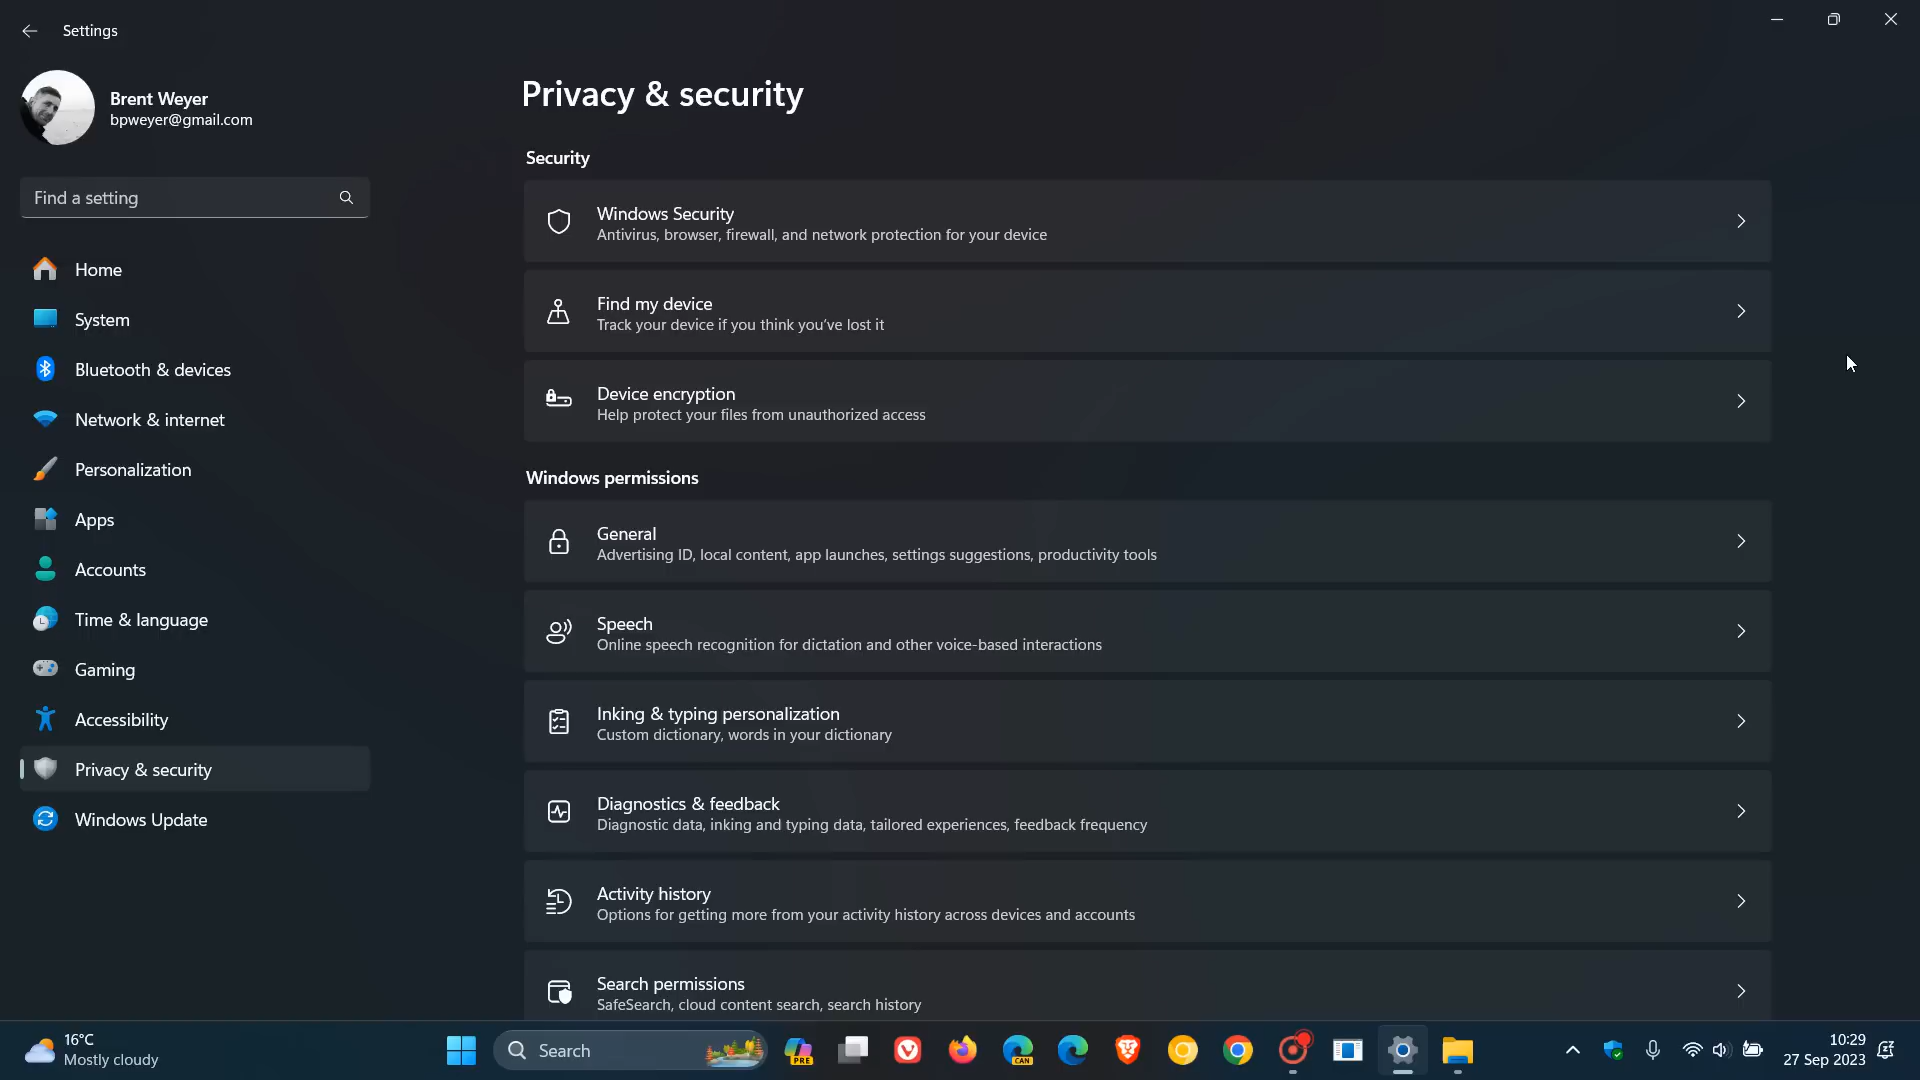 Settings
Brent Weyer
bpweyer@gmail.com
Find a setting
Home
System
Bluetooth & devices
Network & internet
Personalization
Apps
Accounts
Time & language
Gaming
Accessibility
Privacy & security
Windows Update
Privacy & security
Security
Windows Security
Antivirus, browser, firewall, and network protection for your device
Find my device
Track your device if you think you've lost it
Device encryption
Help protect your files from unauthorized access
Windows permissions
General
Advertising ID, local content, app launches, settings suggestions, productivity tools
Speech
Online speech recognition for dictation and other voice-based interactions
Inking & typing personalization
Custom dictionary, words in your dictionary
Diagnostics & feedback
Diagnostic data, inking and typing data, tailored experiences, feedback frequency
Activity history
Options for getting more from your activity history across devices and accounts
Search permissions
SafeSearch, cloud content search, search history
16°C
Mostly cloudy
Search
PRE
CAN
10:29
27 Sep 2023